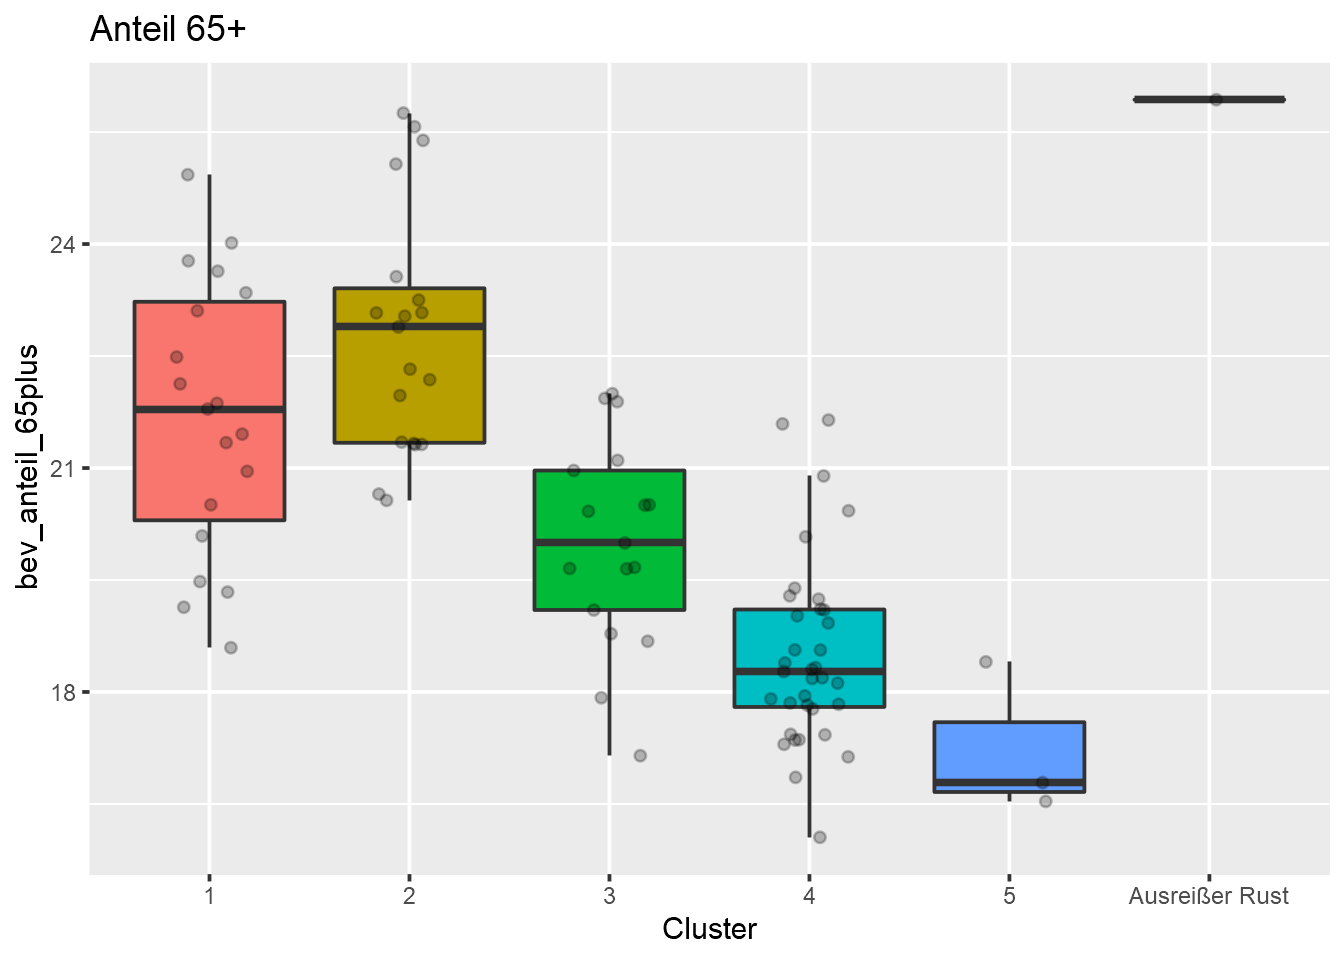 Anteil 65+
bev_anteil_65plus
24
21
18
1 2 3 4 5 Ausreißer Rust
Cluster